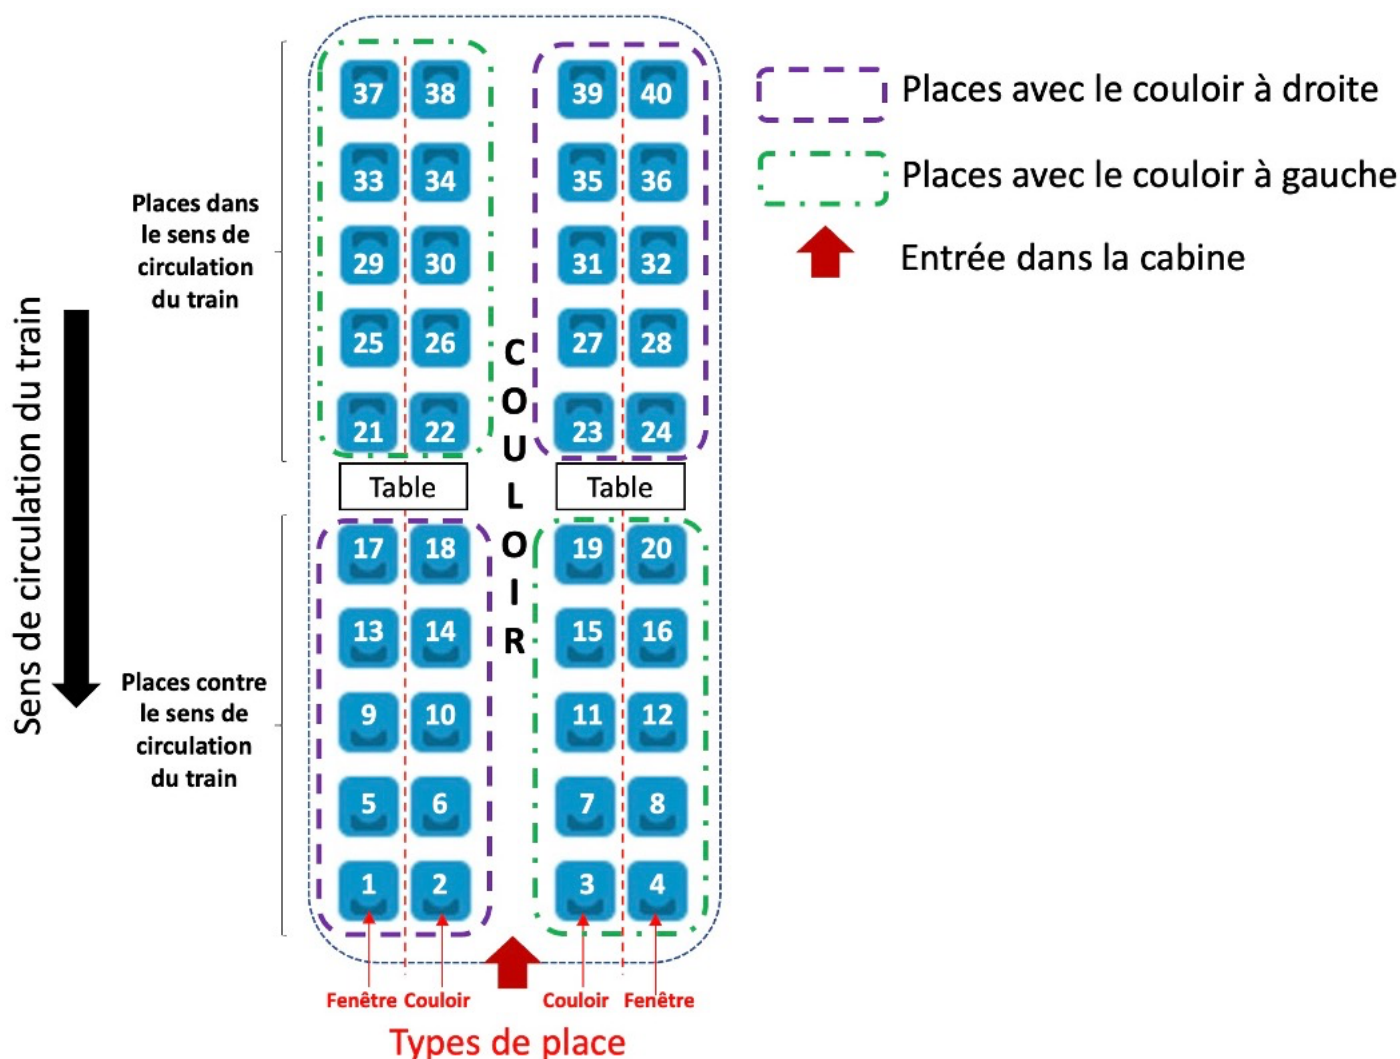 37 38 39 40
33 34 35 36
29 30 31 32
25 26 27 28
21 22 23 24
Table Table
17 18 19 20
13 14 15 16
9 10 11 12
5 6 7 8
1 2 3 4
COULOIR
Fenêtre Couloir Couloir Fenêtre
Types de place
Sens de circulation du train
Places dans
le sens de
circulation
du train
Places contre
le sens de
circulation
du train
Places avec le couloir à droite
Places avec le couloir à gauche
Entrée dans la cabine